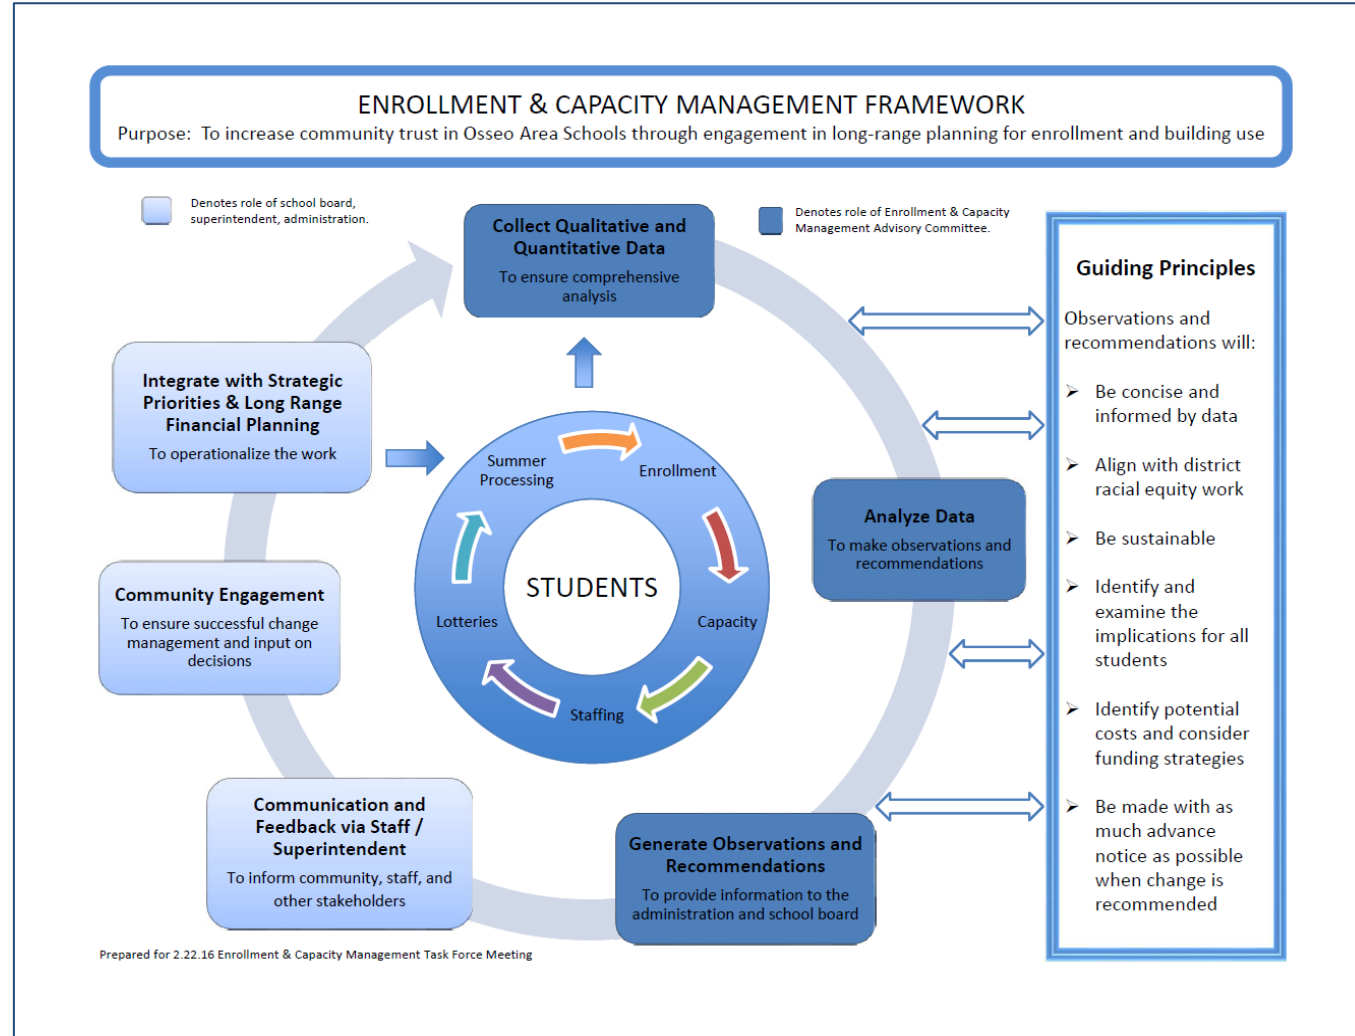 ENROLLMENT & CAPACITY MANAGEMENT FRAMEWORK
Purpose:  To increase community trust in Osseo Area Schools through engagement in long-range planning for enrollment and building use
Denotes role of school board,
superintendent, administration.
Collect Qualitative and
Quantitative Data
To ensure comprehensive
analysis
Denotes role of Enrollment & Capacity
Management Advisory Committee.
Integrate with Strategic
Priorities & Long Range
Financial Planning
To operationalize the work
Summer
Processing
Enrollment
Capacity
Staffing
Lotteries
STUDENTS
Analyze Data
To make observations and
recommendations
Community Engagement
To ensure successful change
management and input on
decisions
Communication and
Feedback via Staff /
Superintendent
To inform community, staff, and
other stakeholders
Generate Observations and
Recommendations
To provide information to the
administration and school board
Guiding Principles
Observations and
recommendations will:
➢ Be concise and
informed by data
➢ Align with district
racial equity work
➢ Be sustainable
➢ Identify and
examine the
implications for all
students
➢ Identify potential
costs and consider
funding strategies
➢ Be made with as
much advance
notice as possible
when change is
recommended
Prepared for 2.22.16 Enrollment & Capacity Management Task Force Meeting